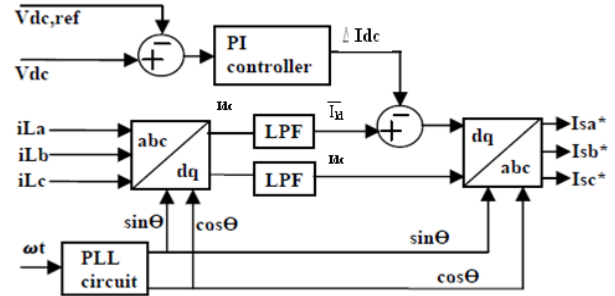 Vdc,ref
Vdc
PI
controller
Δ Idc
iLa
iLb
iLc
abc
dq
Idc
LPF
Idc
LPF
dq
abc
Isa*
Isb*
Isc*
sinΘ
cosΘ
sinΘ
cosΘ
ωt
PLL
circuit